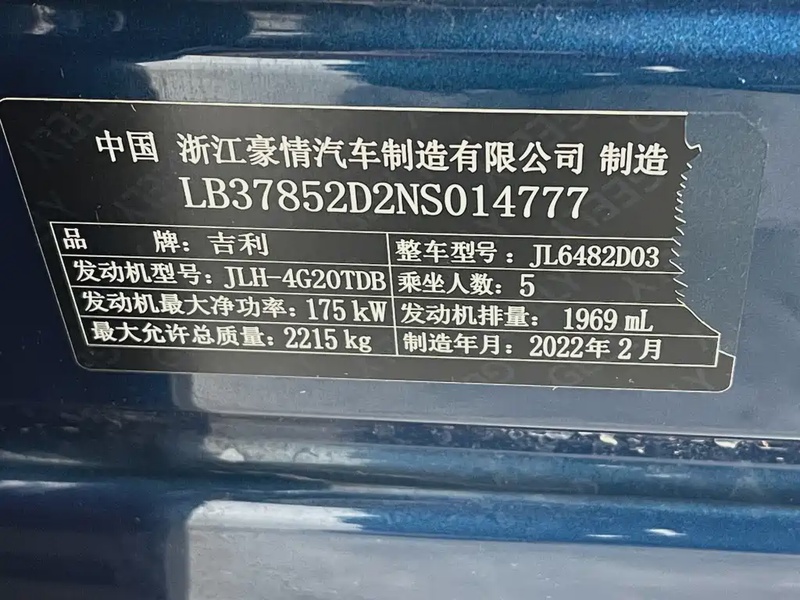 中国 浙江豪情汽车制造有限公司 制造
LB37852D2NS014777
品 牌：吉利 整车型号：JL6482D03
发动机型号：JLH-4G20TDB 乘坐人数：5
发动机最大净功率：175 kW 发动机排量：1969 mL
最大允许总质量：2215 kg 制造年月：2022年2月